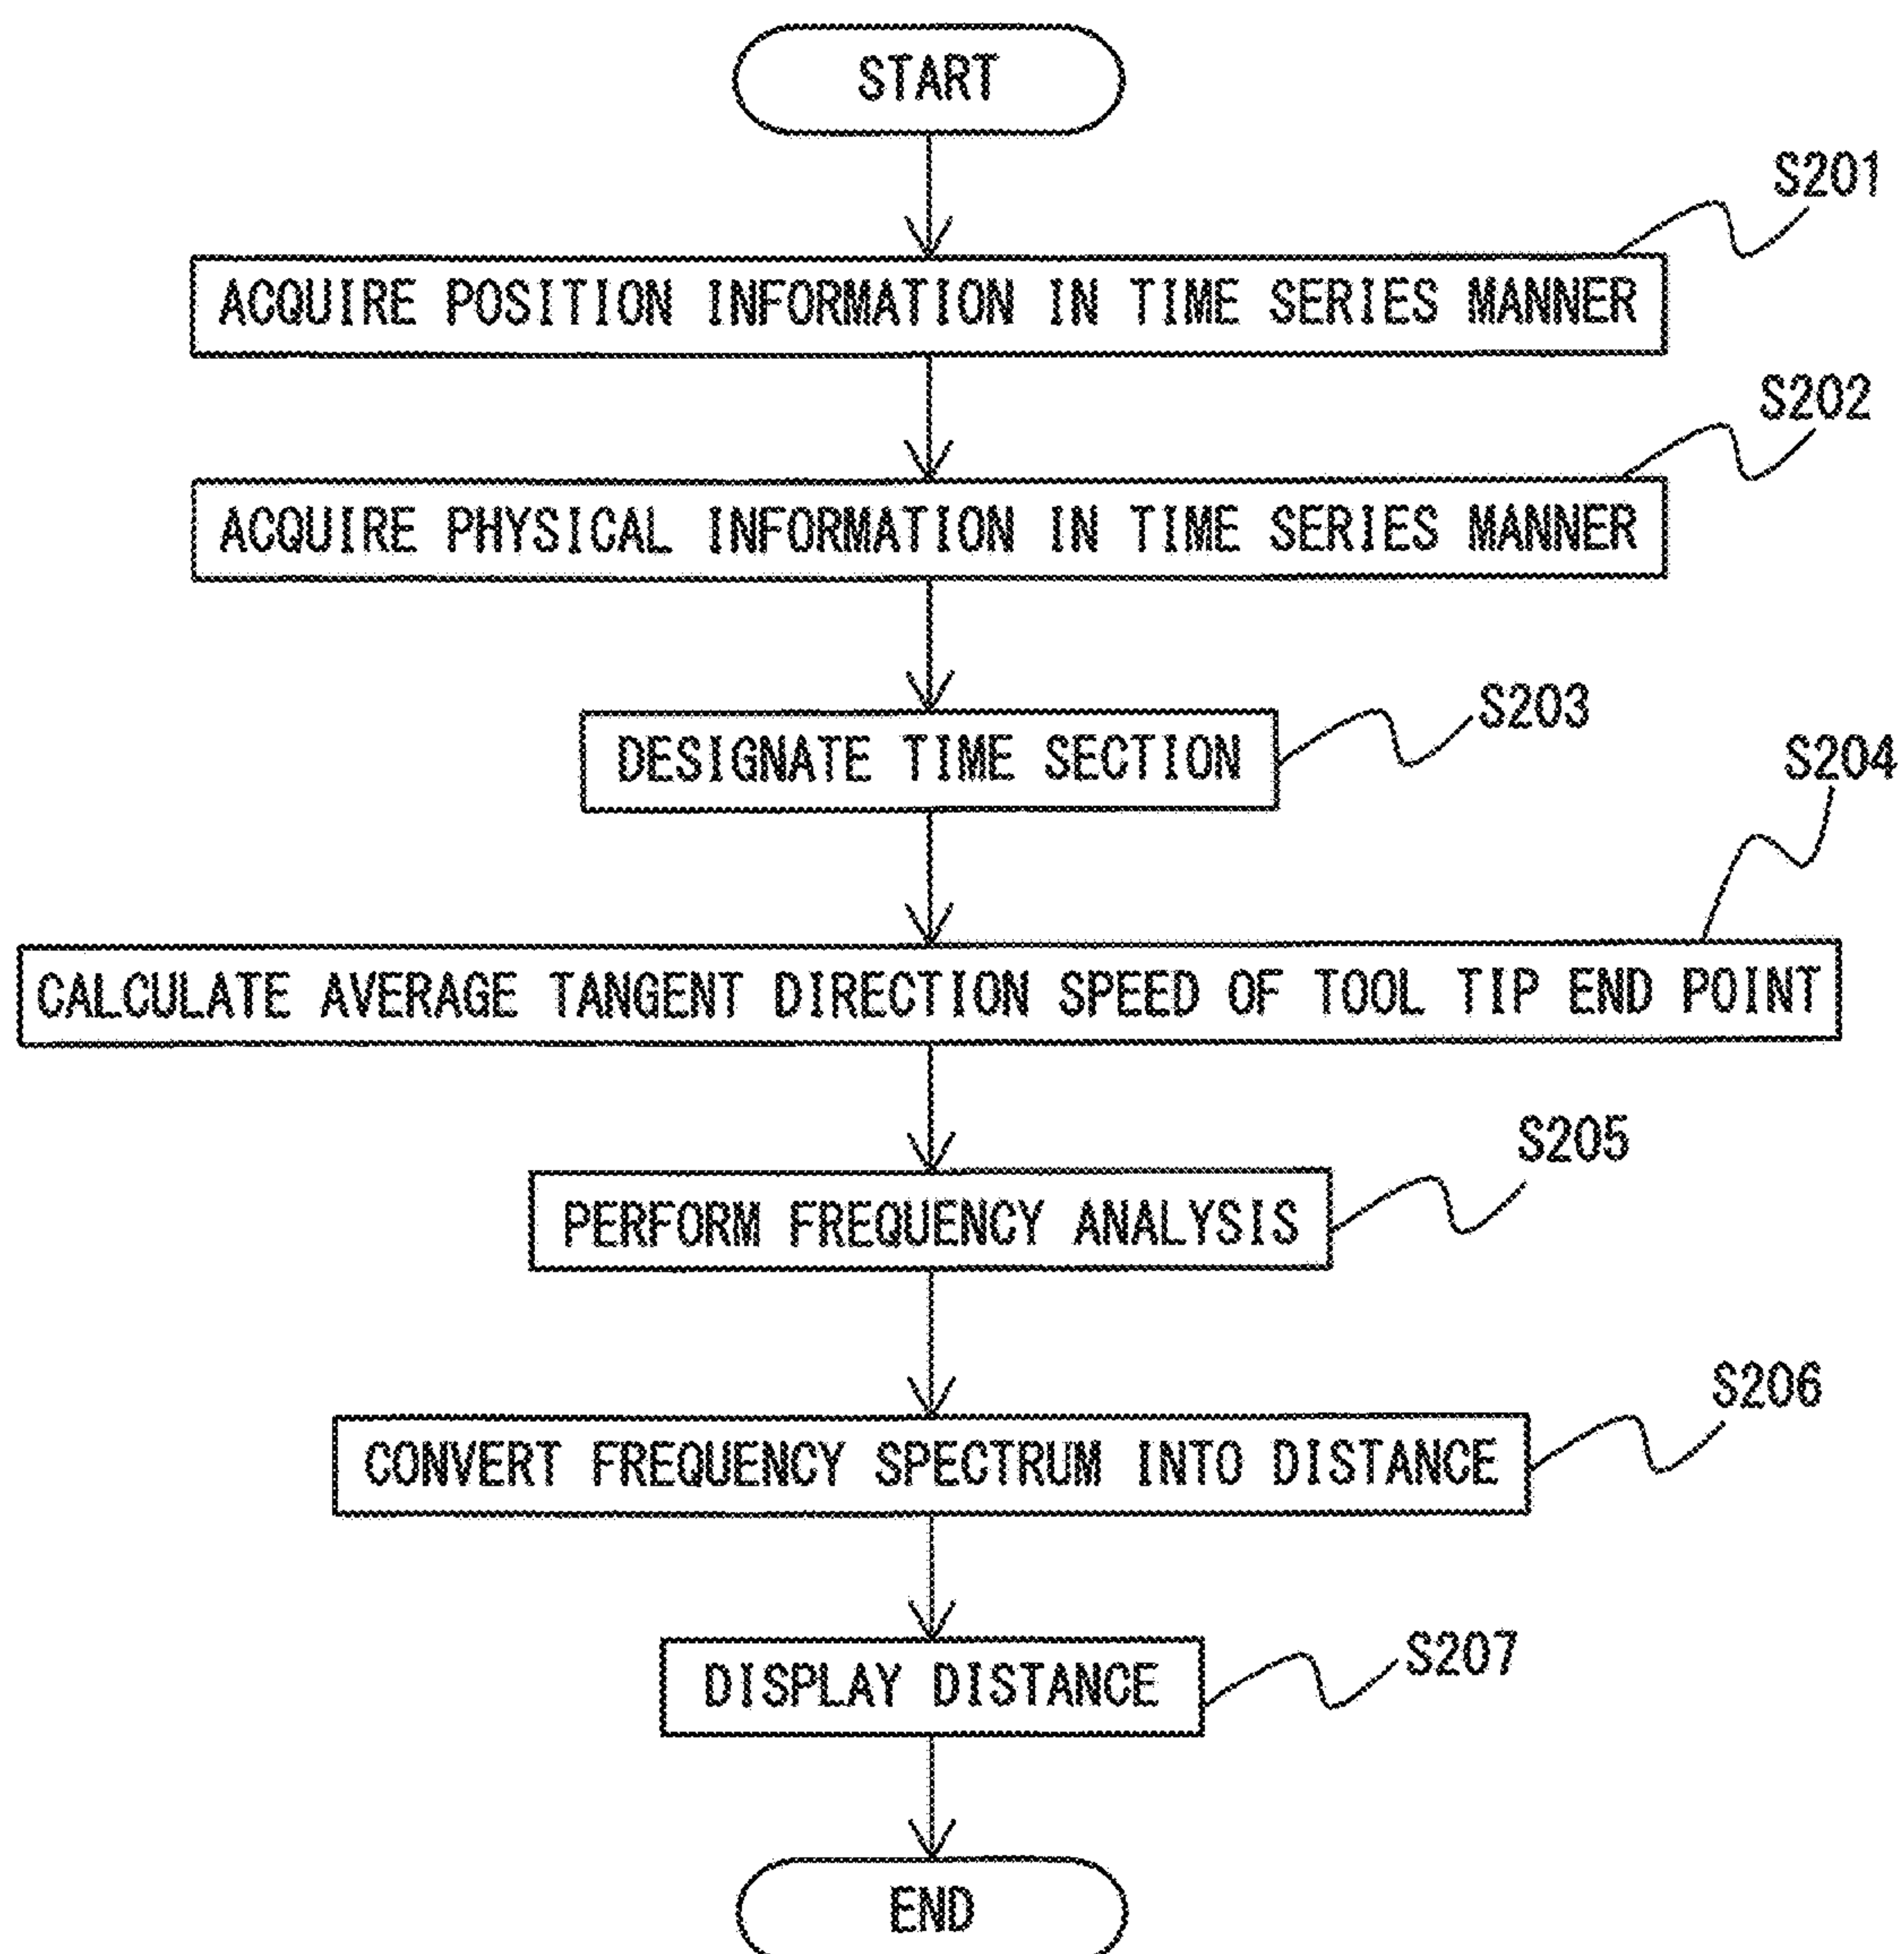 START
S201
ACQUIRE POSITION INFORMATION IN TIME SERIES MANNER
S202
ACQUIRE PHYSICAL INFORMATION IN TIME SERIES MANNER
S203
DESIGNATE TIME SECTION
S204
CALCULATE AVERAGE TANGENT DIRECTION SPEED OF TOOL TIP END POINT
S205
PERFORM FREQUENCY ANALYSIS
S206
CONVERT FREQUENCY SPECTRUM INTO DISTANCE
S207
DISPLAY DISTANCE
END